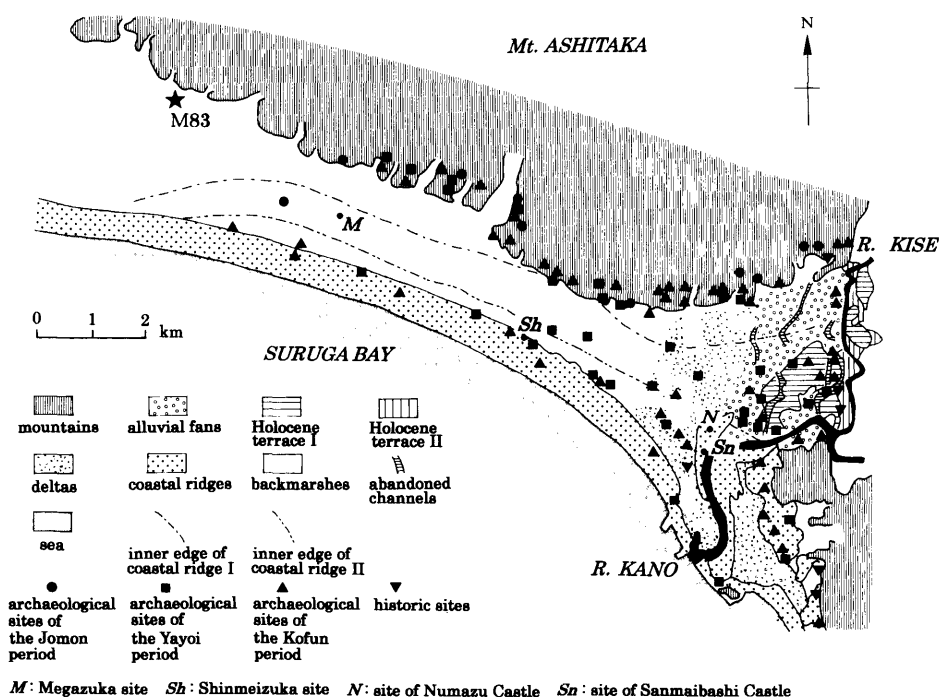 Mt. ASHITAKA
N
M83
M
R. KISE
0 1 2 km
Sh
SURUGA BAY
N
Sn
R. KANO
mountains
alluvial fans
Holocene
terrace I
Holocene
terrace II
deltas
coastal ridges
backmarshes
abandoned
channels
sea
inner edge of
coastal ridge I
inner edge of
coastal ridge II
archaeological
sites of
the Jomon
period
archaeological
sites of
the Yayoi
period
archaeological
sites of
the Kofun
period
historic sites
M : Megazuka site Sh : Shinmeizuka site N : site of Numazu Castle Sn : site of Sanmaibashi Castle